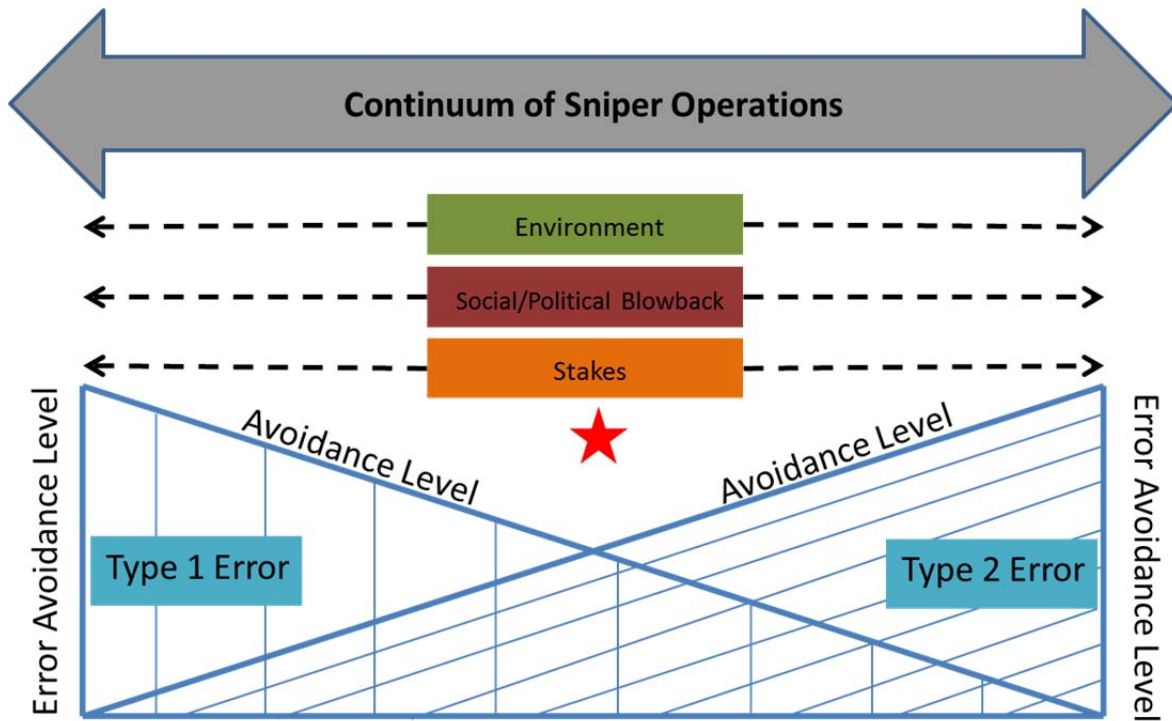 Continuum of Sniper Operations
Environment
Social/Political Blowback
Stakes
Error Avoidance Level
Avoidance Level
Avoidance Level
Error Avoidance Level
Type 1 Error
Type 2 Error